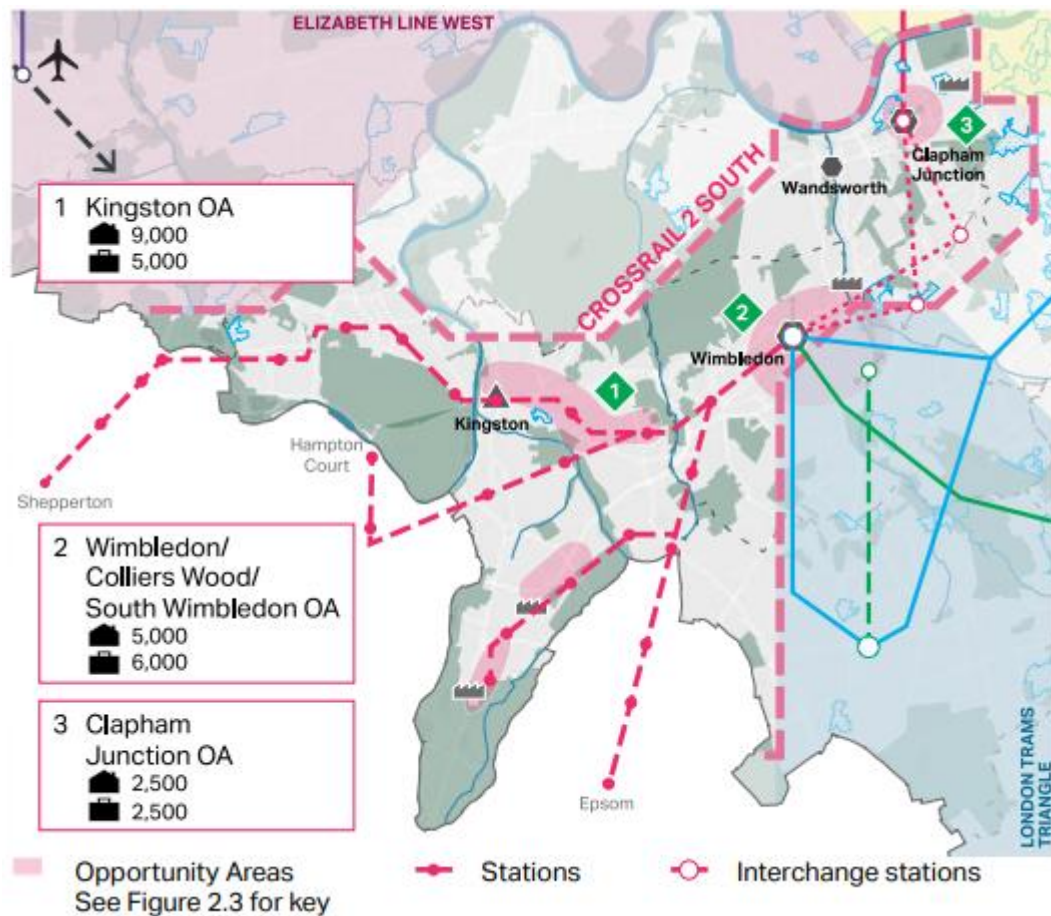 ELIZABETH LINE WEST
1 Kingston OA
9,000
5,000
CROSSRAIL 2 SOUTH
3
Clapham
Junction
Wandsworth
2
Wimbledon
1
Kingston
Hampton
Court
Shepperton
2 Wimbledon/
Colliers Wood/
South Wimbledon OA
5,000
6,000
3 Clapham
Junction OA
2,500
2,500
Epsom
LONDON TRAMS
TRIANGLE
Opportunity Areas
See Figure 2.3 for key
Stations
Interchange stations